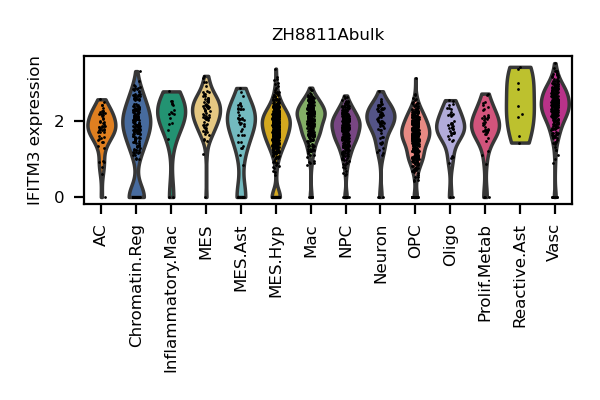 ZH8811Abulk
IFITM3 expression
2
0
AC
Chromatin.Reg
Inflammatory.Mac
MES
MES.Ast
MES.Hyp
Mac
NPC
Neuron
OPC
Oligo
Prolif.Metab
Reactive.Ast
Vasc